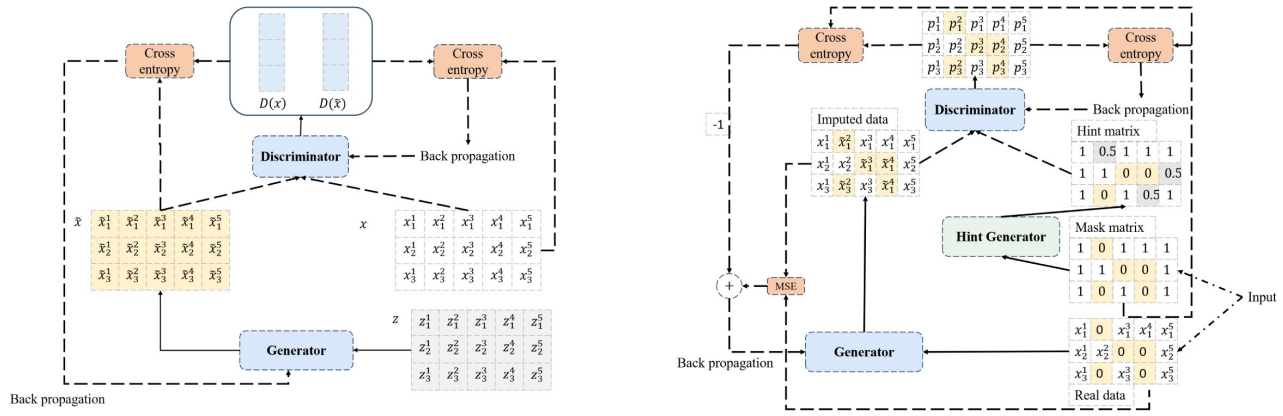 Cross
entropy
D(x)
D(x̃)
Cross
entropy
Discriminator
Back propagation
x̃
x̃₁¹ x̃₁² x̃₁³ x̃₁⁴ x̃₁⁵
x̃₂¹ x̃₂² x̃₂³ x̃₂⁴ x̃₂⁵
x̃₃¹ x̃₃² x̃₃³ x̃₃⁴ x̃₃⁵
x
x₁¹ x₁² x₁³ x₁⁴ x₁⁵
x₂¹ x₂² x₂³ x₂⁴ x₂⁵
x₃¹ x₃² x₃³ x₃⁴ x₃⁵
Generator
z
z₁¹ z₁² z₁³ z₁⁴ z₁⁵
z₂¹ z₂² z₂³ z₂⁴ z₂⁵
z₃¹ z₃² z₃³ z₃⁴ z₃⁵
Back propagation
Cross
entropy
p₁¹ p₁² p₁³ p₁⁴ p₁⁵
p₂¹ p₂² p₂³ p₂⁴ p₂⁵
p₃¹ p₃² p₃³ p₃⁴ p₃⁵
Cross
entropy
-1
Discriminator
Back propagation
Imputed data
x₁¹ x̃₁² x₁³ x₁⁴ x₁⁵
x₂¹ x₂² x̃₁³ x̃₁⁴ x₂⁵
x₃¹ x̃₃² x₃³ x̃₁⁴ x₃⁵
Hint matrix
1 0.5 1 1 1
1 1 0 0 0.5
1 0 1 0.5 1
Hint Generator
Mask matrix
1 0 1 1 1
1 1 0 0 1
1 0 1 0 1
+
MSE
Input
Back propagation
Generator
x₁¹ 0 x₁³ x₁⁴ x₁⁵
x₂¹ x₂² 0 0 x₂⁵
x₃¹ 0 x₃³ 0 x₃⁵
Real data